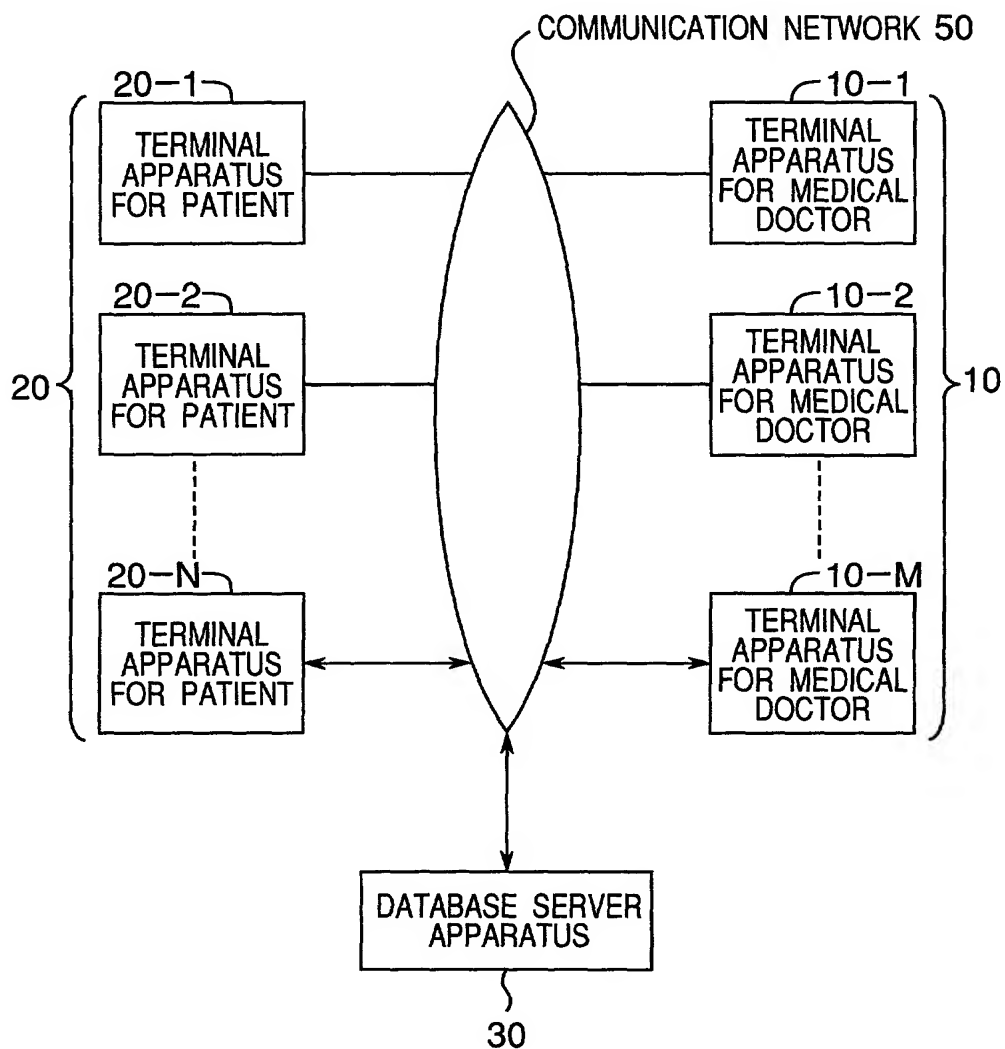 COMMUNICATION NETWORK 50
20-1
10-1
TERMINAL
APPARATUS
FOR PATIENT
TERMINAL
APPARATUS
FOR MEDICAL
DOCTOR
20-2
10-2
TERMINAL
APPARATUS
FOR PATIENT
TERMINAL
APPARATUS
FOR MEDICAL
DOCTOR
20
10
20-N
10-M
TERMINAL
APPARATUS
FOR PATIENT
TERMINAL
APPARATUS
FOR MEDICAL
DOCTOR
DATABASE SERVER
APPARATUS
30